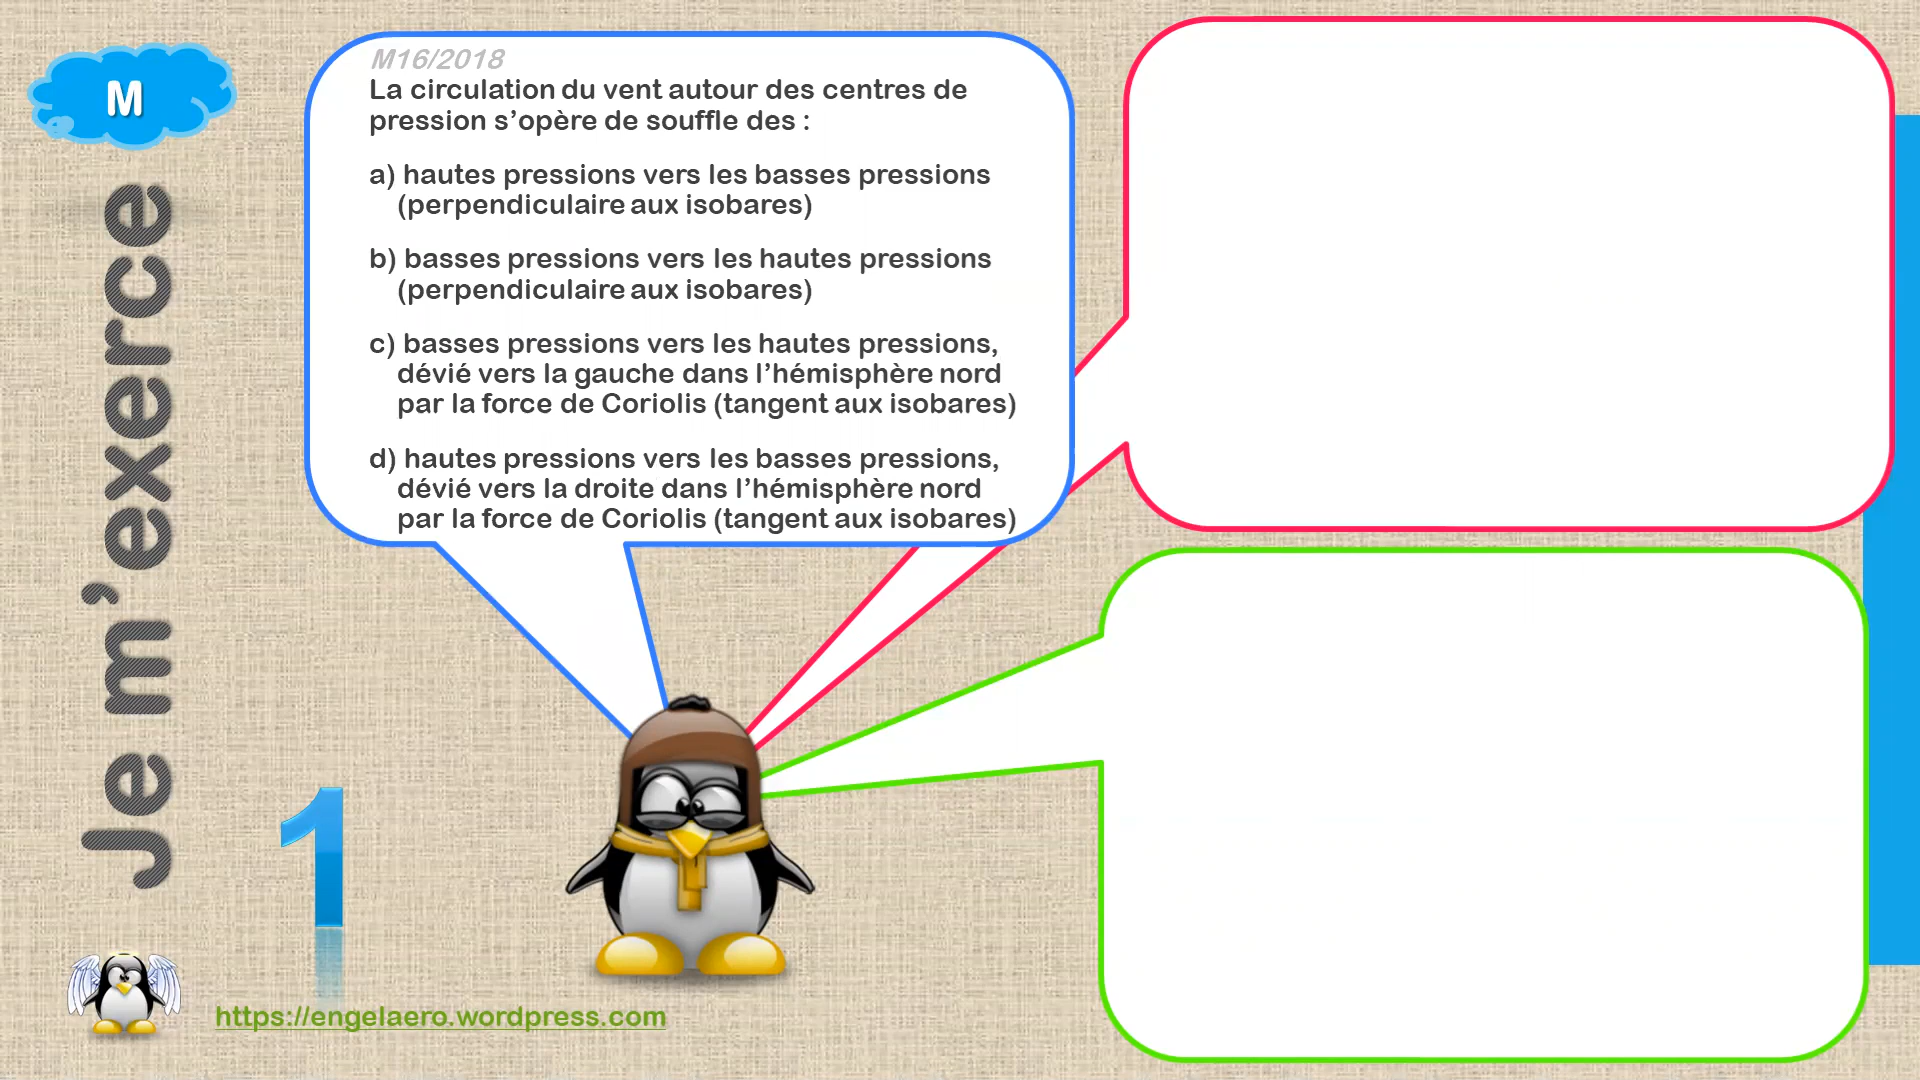 M
Je m’exerce
M16/2018
La circulation du vent autour des centres de
pression s’opère de souffle des :
a) hautes pressions vers les basses pressions
(perpendiculaire aux isobares)
b) basses pressions vers les hautes pressions
(perpendiculaire aux isobares)
c) basses pressions vers les hautes pressions,
dévié vers la gauche dans l’hémisphère nord
par la force de Coriolis (tangent aux isobares)
d) hautes pressions vers les basses pressions,
dévié vers la droite dans l’hémisphère nord
par la force de Coriolis (tangent aux isobares)
1
https://engelaero.wordpress.com